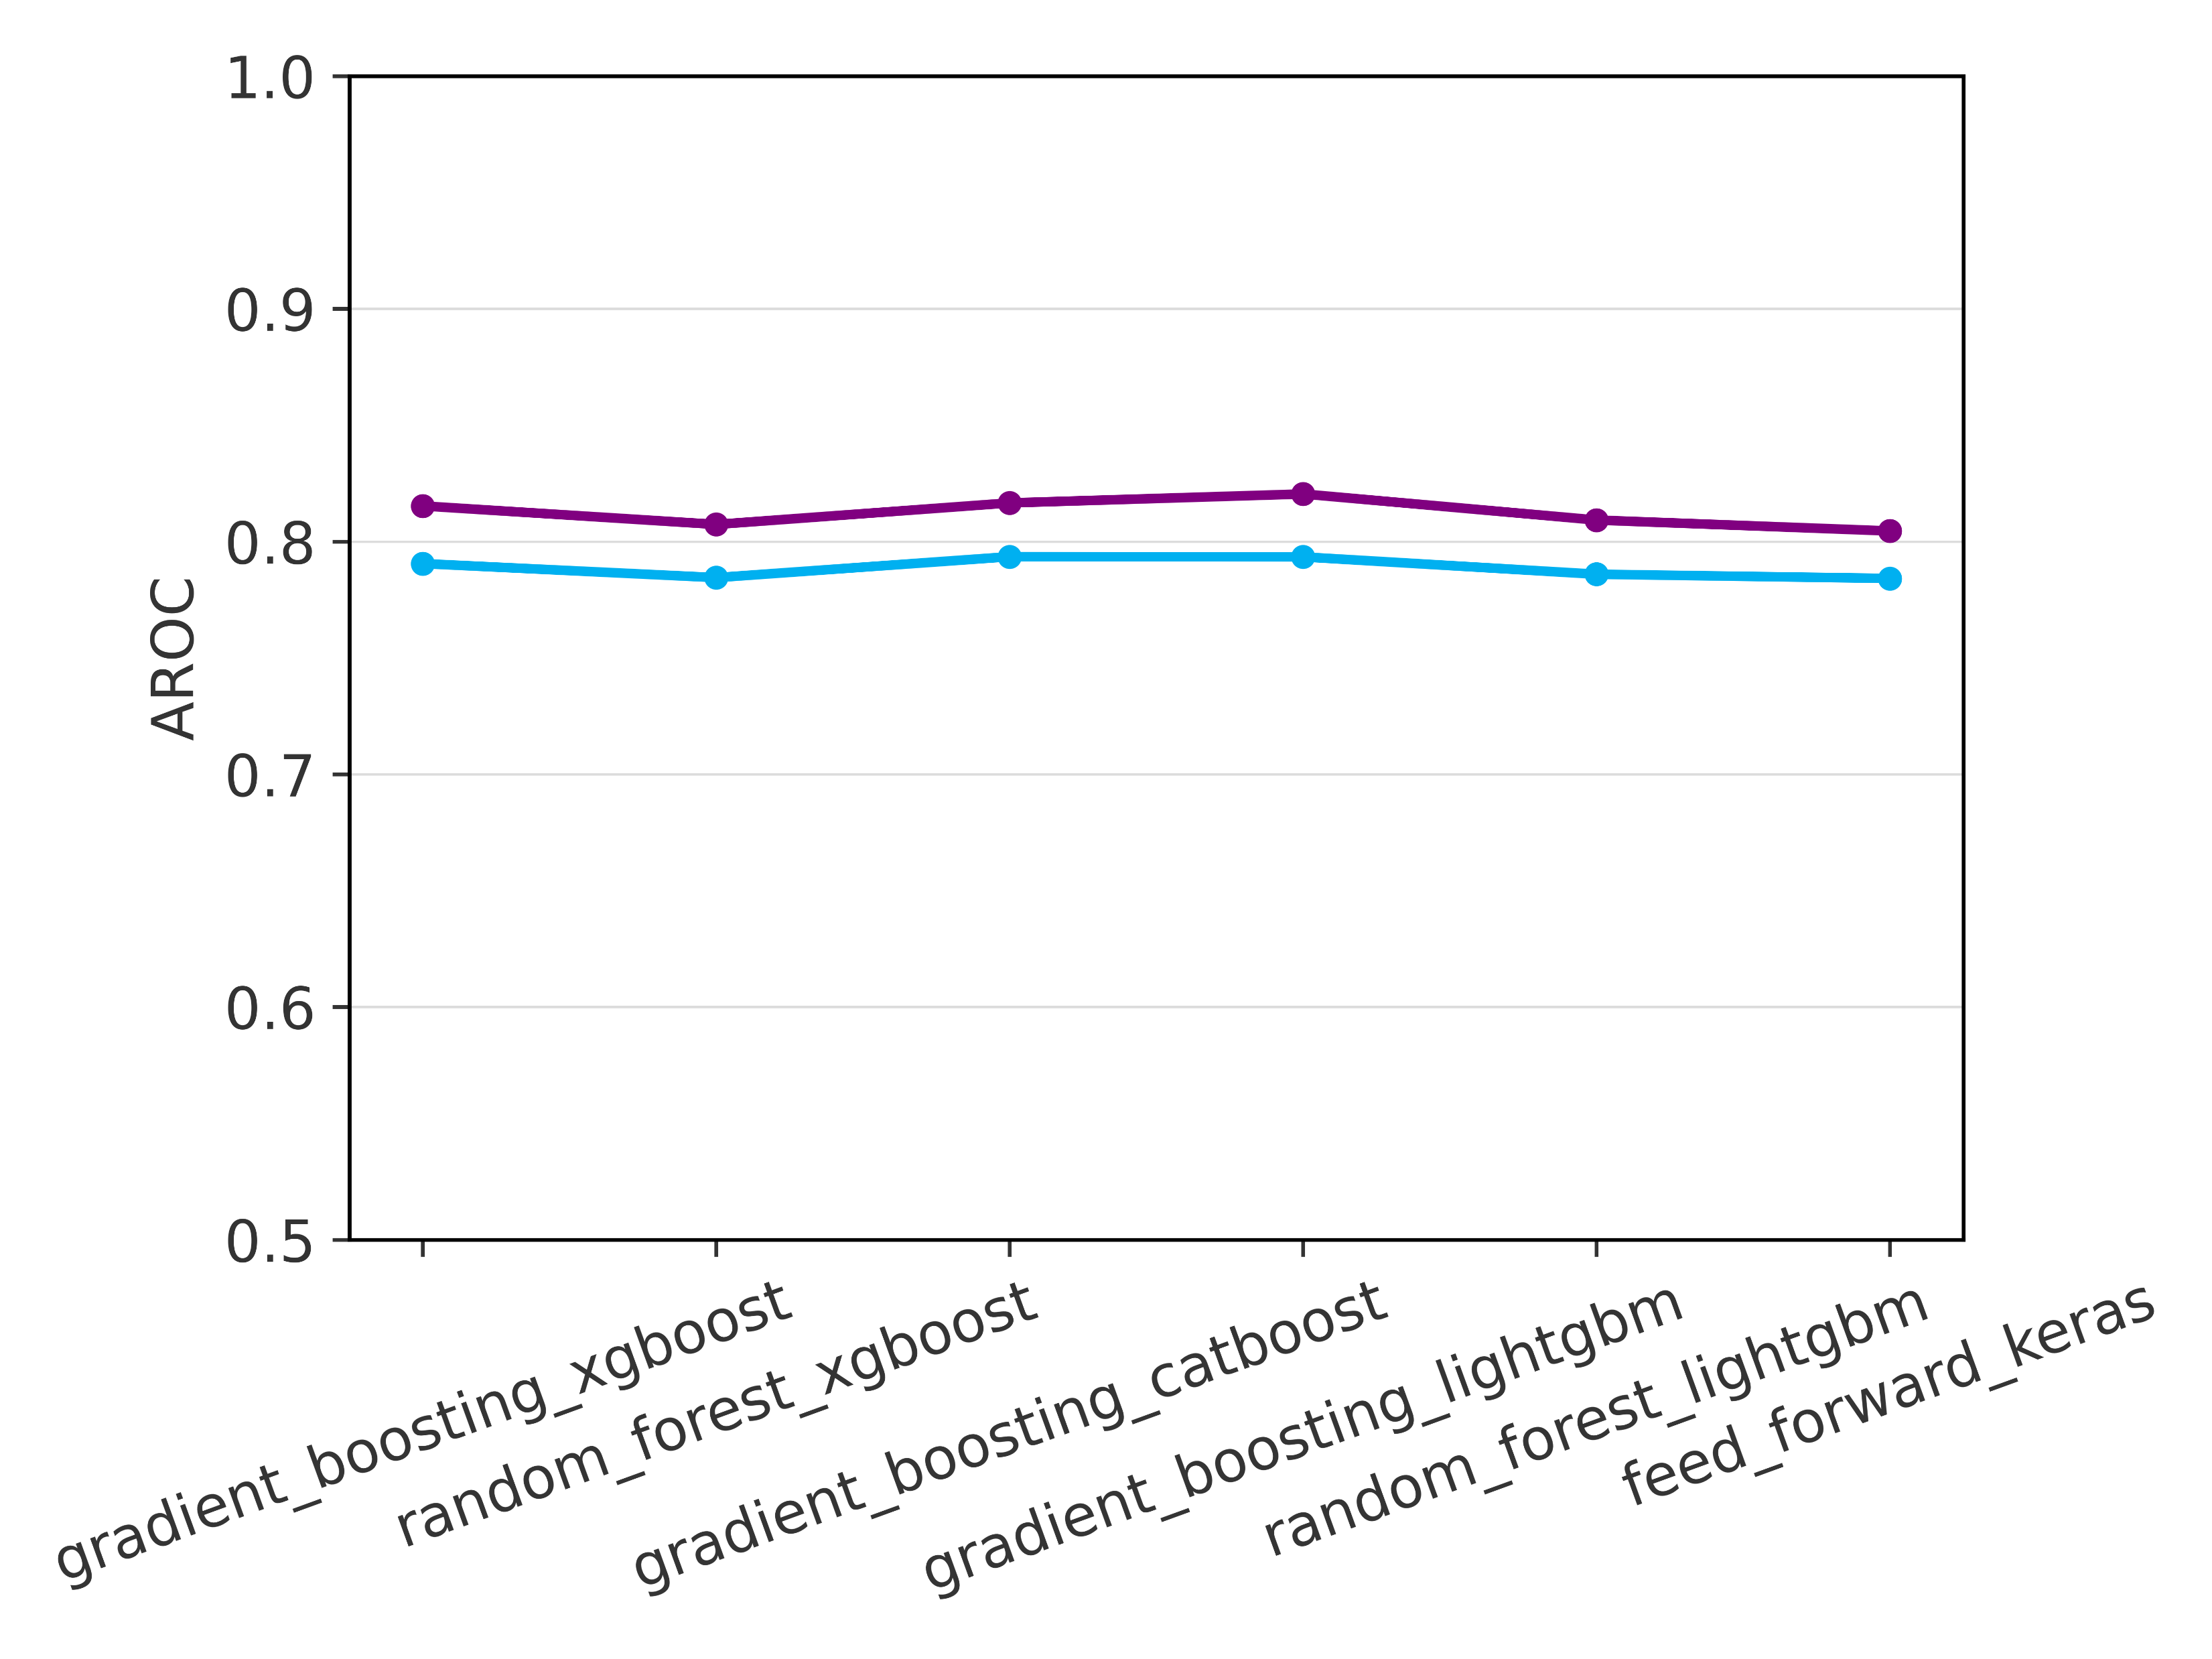 1.0
0.9
0.8
0.7
0.6
0.5
AROC
gradient_boosting_xgboost
random_forest_xgboost
gradient_boosting_catboost
gradient_boosting_lightgbm
random_forest_lightgbm
feed_forward_keras